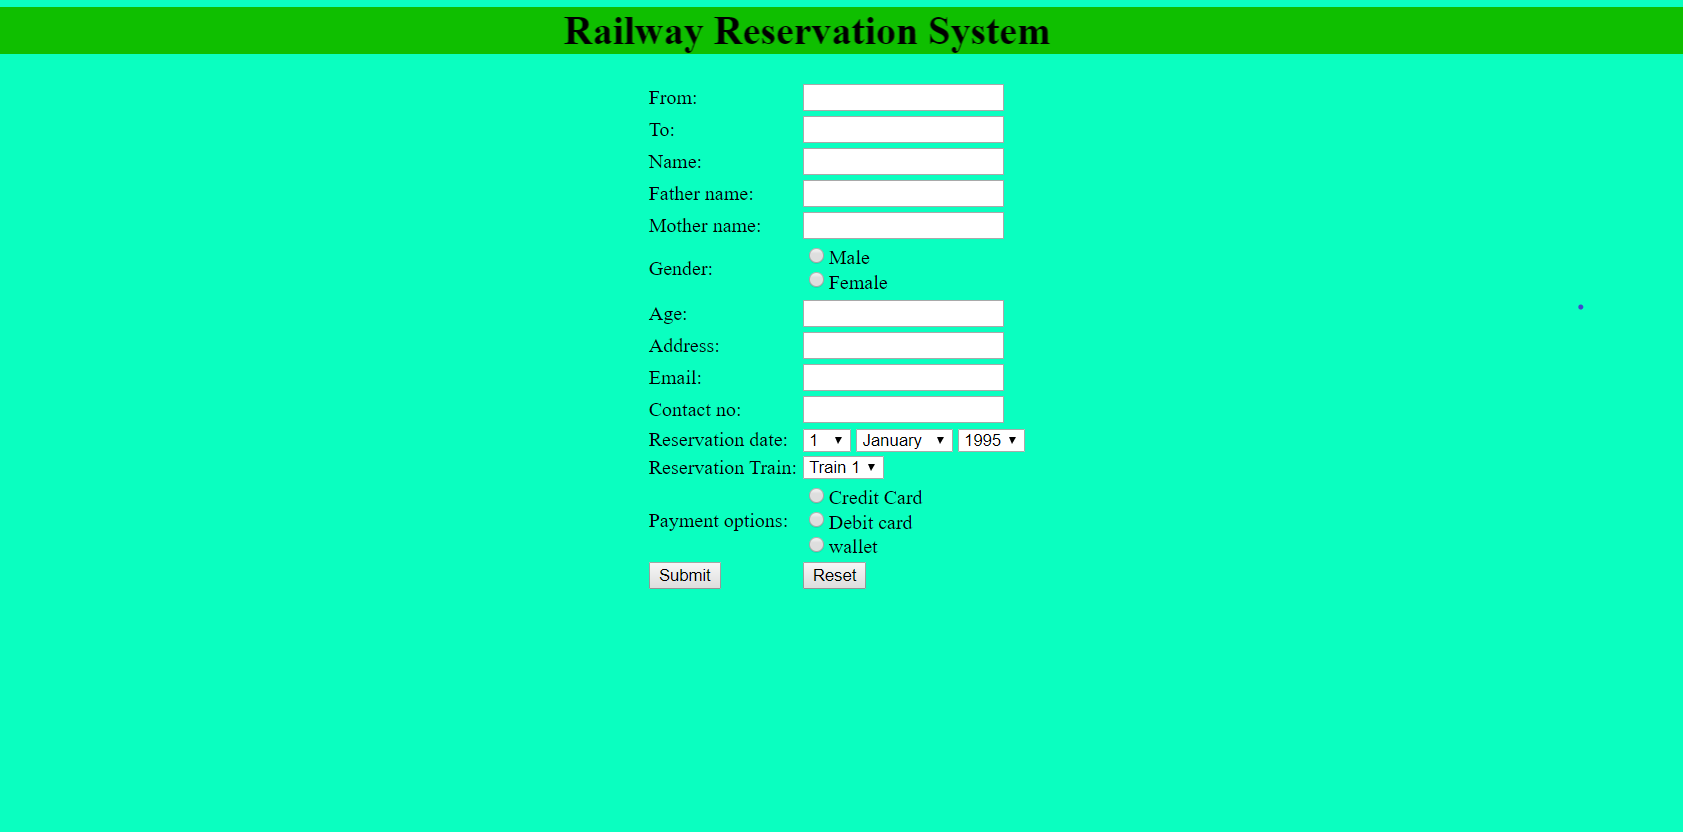 Railway Reservation System
From:
To:
Name:
Father name:
Mother name:
Gender:
Male
Female
Age:
Address:
Email:
Contact no:
Reservation date: 1 January 1995
Reservation Train: Train 1
Payment options:
Credit Card
Debit card
wallet
Submit Reset